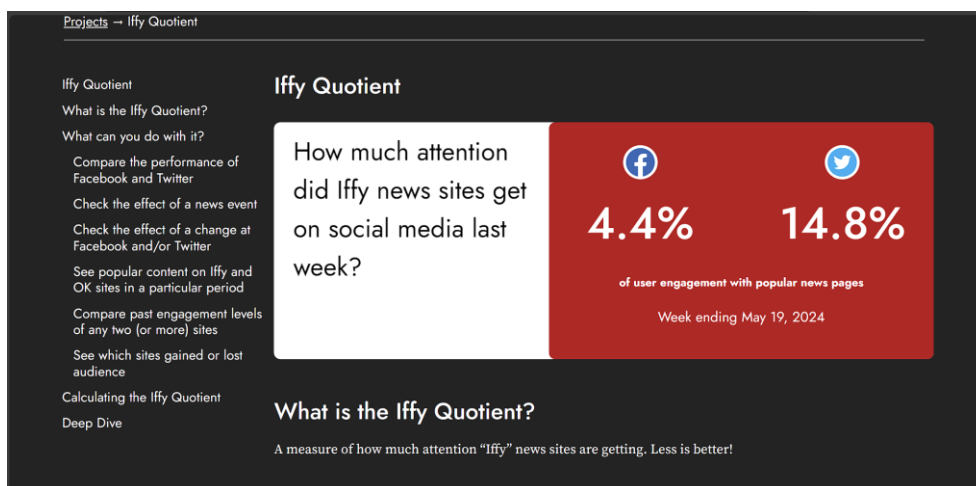 Projects → Iffy Quotient
Iffy Quotient
What is the Iffy Quotient?
What can you do with it?
Compare the performance of
Facebook and Twitter
Check the effect of a news event
Check the effect of a change at
Facebook and/or Twitter
See popular content on Iffy and
OK sites in a particular period
Compare past engagement levels
of any two (or more) sites
See which sites gained or lost
audience
Calculating the Iffy Quotient
Deep Dive
Iffy Quotient
How much attention
did Iffy news sites get
on social media last
week?
4.4% 14.8%
of user engagement with popular news pages
Week ending May 19, 2024
What is the Iffy Quotient?
A measure of how much attention “Iffy” news sites are getting. Less is better!